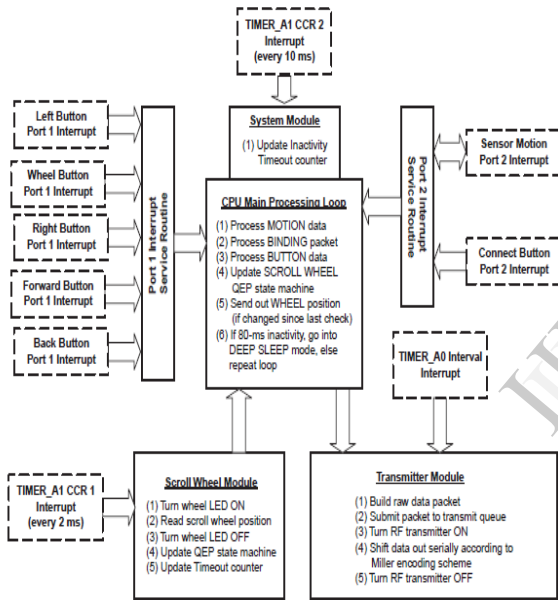 TIMER_A1 CCR 2
Interrupt
(every 10 ms)
System Module
(1) Update Inactivity
Timeout counter
Left Button
Port 1 Interrupt
Wheel Button
Port 1 Interrupt
Right Button
Port 1 Interrupt
Forward Button
Port 1 Interrupt
Back Button
Port 1 Interrupt
Port 1 Interrupt
Service Routine
CPU Main Processing Loop
(1) Process MOTION data
(2) Process BINDING packet
(3) Process BUTTON data
(4) Update SCROLL WHEEL
QEP state machine
(5) Send out WHEEL position
(if changed since last check)
(6) If 80-ms inactivity, go into
DEEP SLEEP mode, else
repeat loop
Port 2 Interrupt
Service Routine
Sensor Motion
Port 2 Interrupt
Connect Button
Port 2 Interrupt
TIMER_A0 Interval
Interrupt
TIMER_A1 CCR 1
Interrupt
(every 2 ms)
Scroll Wheel Module
(1) Turn wheel LED ON
(2) Read scroll wheel position
(3) Turn wheel LED OFF
(4) Update QEP state machine
(5) Update Timeout counter
Transmitter Module
(1) Build raw data packet
(2) Submit packet to transmit queue
(3) Turn RF transmitter ON
(4) Shift data out serially according to
Miller encoding scheme
(5) Turn RF transmitter OFF